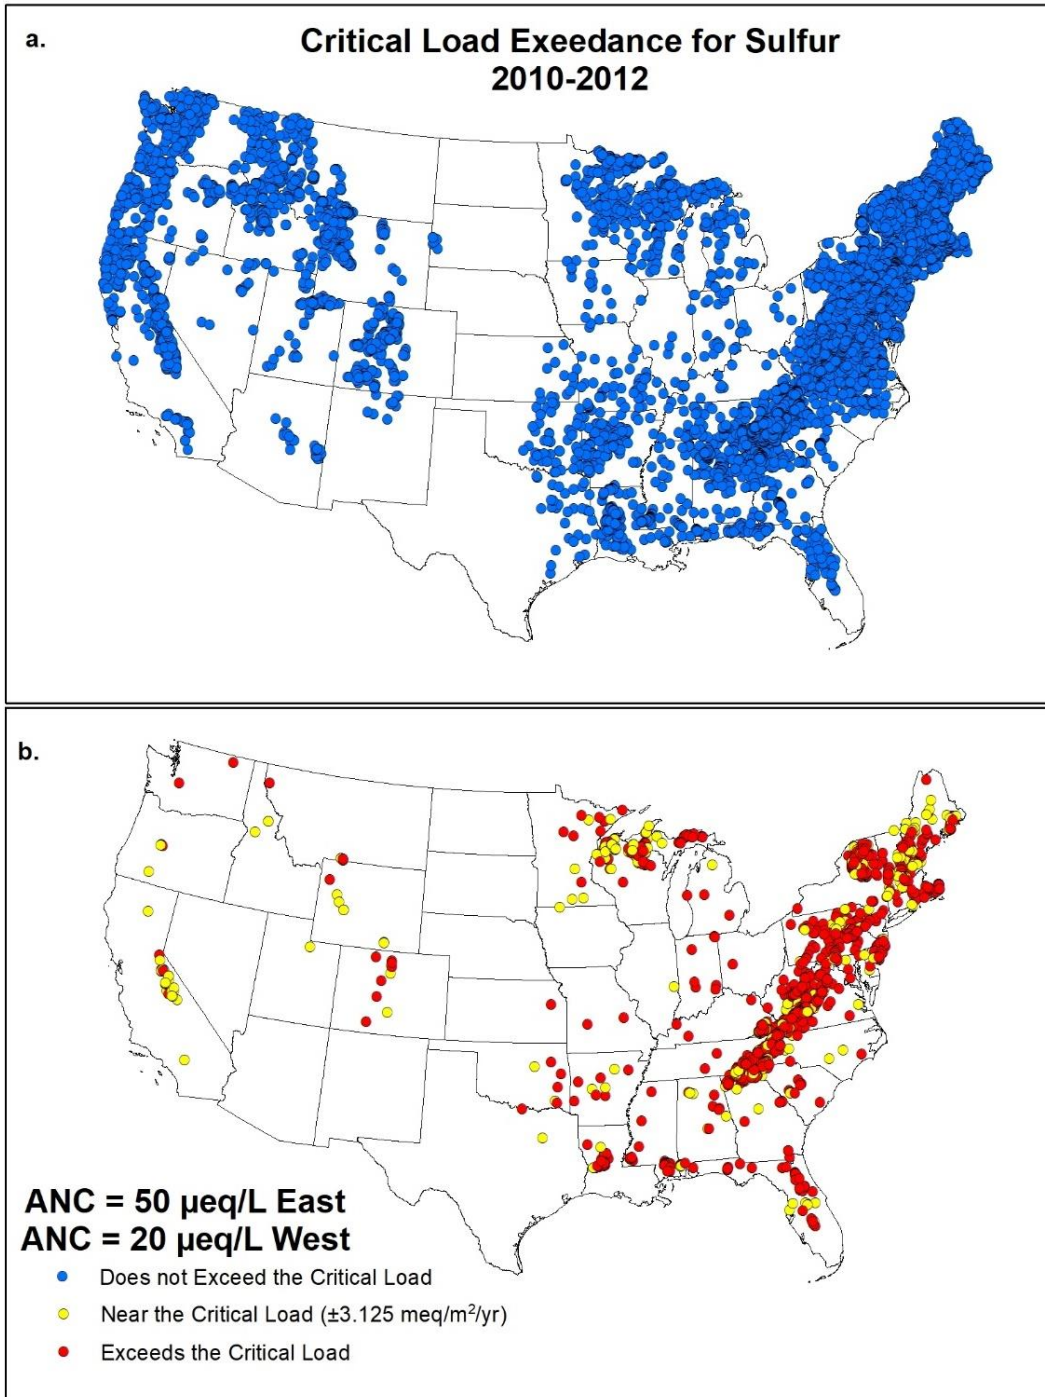 a.
Critical Load Exeedance for Sulfur
2010-2012
b.
ANC = 50 µeq/L East
ANC = 20 µeq/L West
Does not Exceed the Critical Load
Near the Critical Load (±3.125 meq/m²/yr)
Exceeds the Critical Load